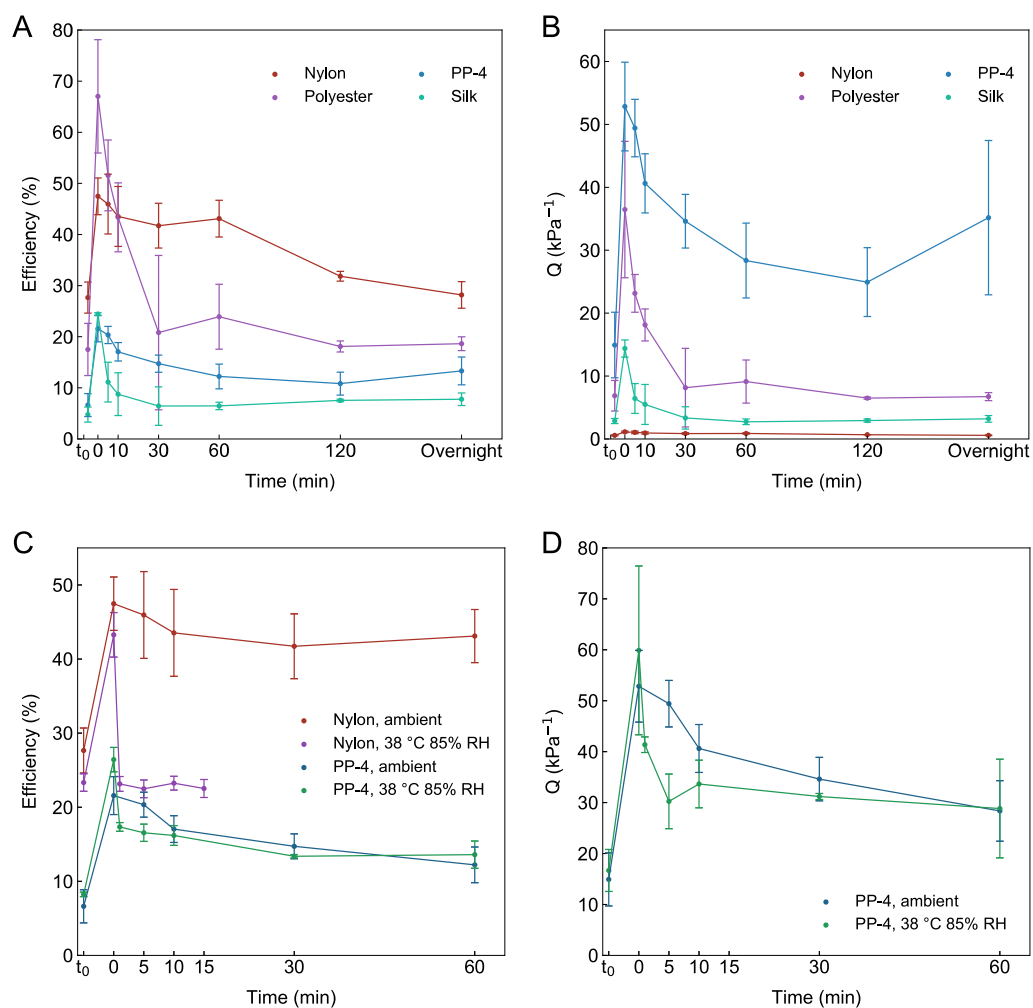 A
Efficiency (%)
80
70
60
50
40
30
20
10
0
Nylon
Polyester
PP-4
Silk
t0 0 10 30 60 120 Overnight
Time (min)
B
Q (kPa−1)
60
50
40
30
20
10
0
Nylon
Polyester
PP-4
Silk
t0 0 10 30 60 120 Overnight
Time (min)
C
Efficiency (%)
50
40
30
20
10
0
Nylon, ambient
Nylon, 38 °C 85% RH
PP-4, ambient
PP-4, 38 °C 85% RH
t0 0 5 10 15 30 60
Time (min)
D
Q (kPa−1)
80
70
60
50
40
30
20
10
0
PP-4, ambient
PP-4, 38 °C 85% RH
t0 0 5 10 15 30 60
Time (min)